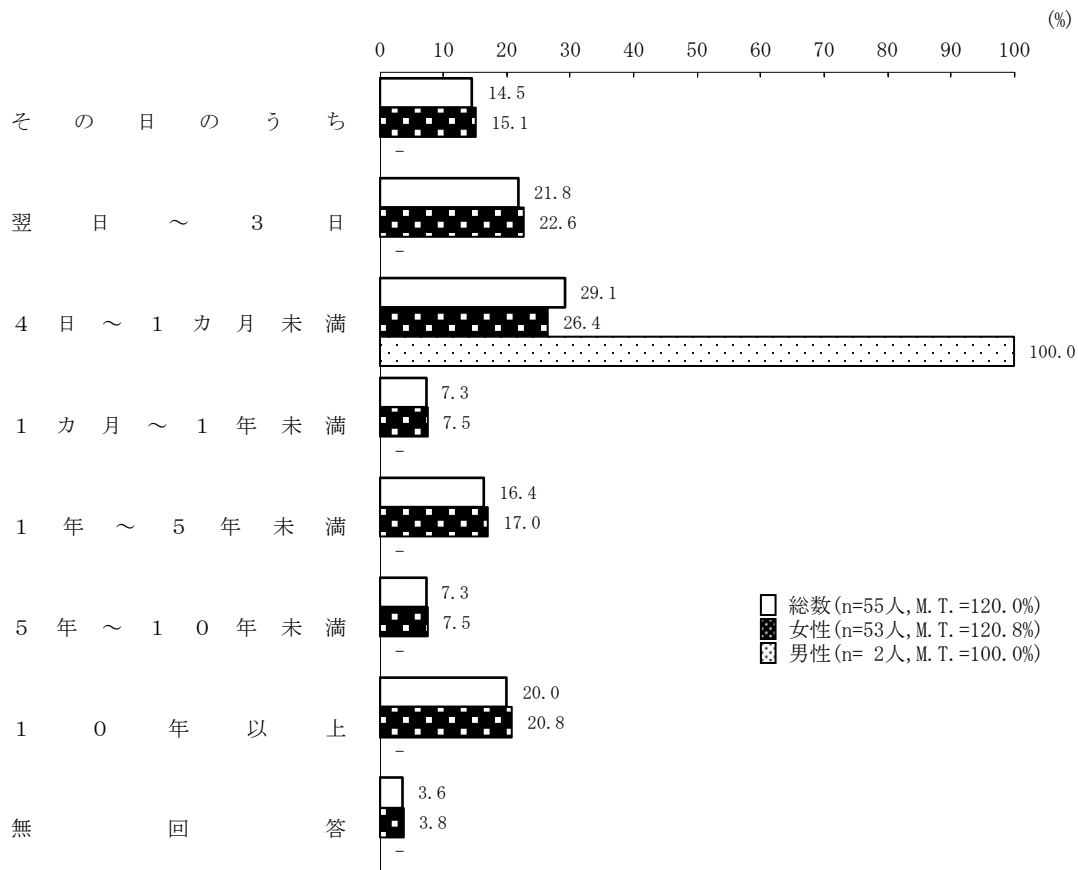 (%)
0 10 20 30 40 50 60 70 80 90 100
その日のうち
14.5
15.1
-
翌日～3日
21.8
22.6
-
4日～1カ月未満
29.1
26.4
100.0
1カ月～1年未満
7.3
7.5
-
1年～5年未満
16.4
17.0
-
5年～10年未満
7.3
7.5
-
10年以上
20.0
20.8
-
無回答
3.6
3.8
-
総数(n=55人,M.T.=120.0%)
女性(n=53人,M.T.=120.8%)
男性(n= 2人,M.T.=100.0%)